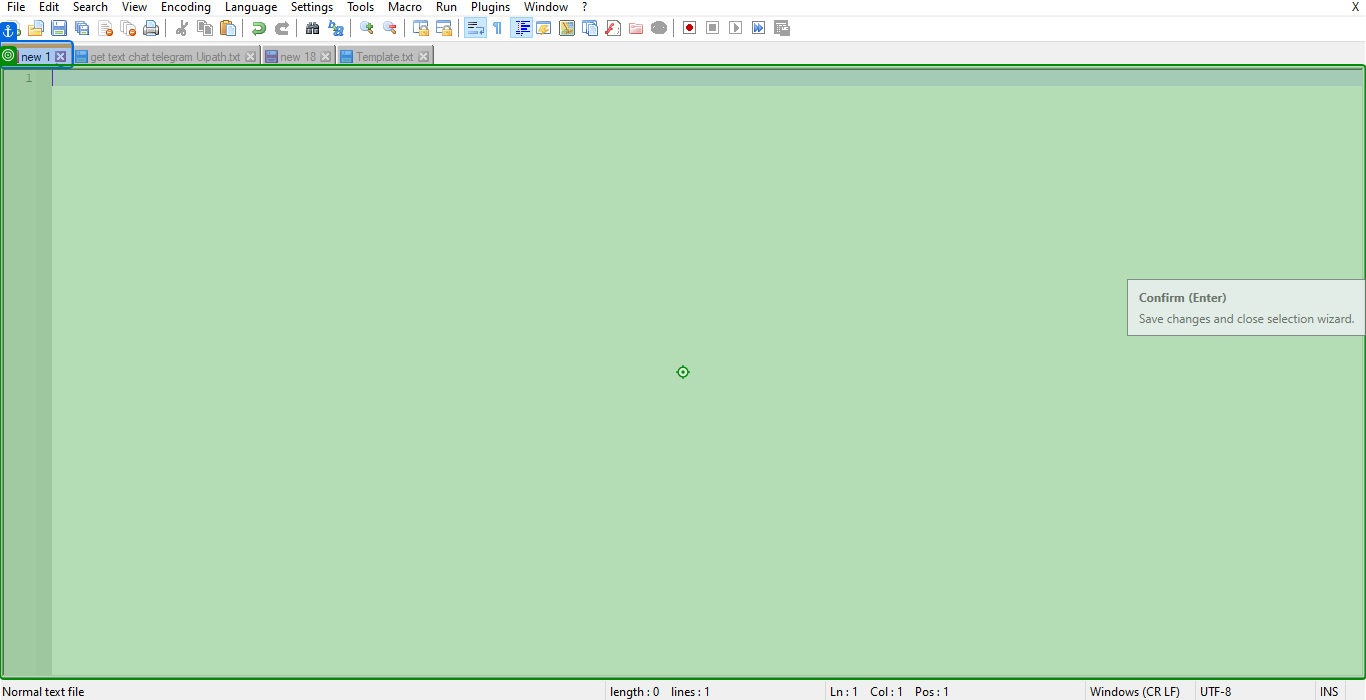 File Edit Search View Encoding Language Settings Tools Macro Run Plugins Window ? X
new 1 get text chat telegram Uipath.txt new 18 Template.txt
1
Confirm (Enter)
Save changes and close selection wizard.
Normal text file length : 0 lines : 1 Ln : 1 Col : 1 Pos : 1 Windows (CR LF) UTF-8 INS